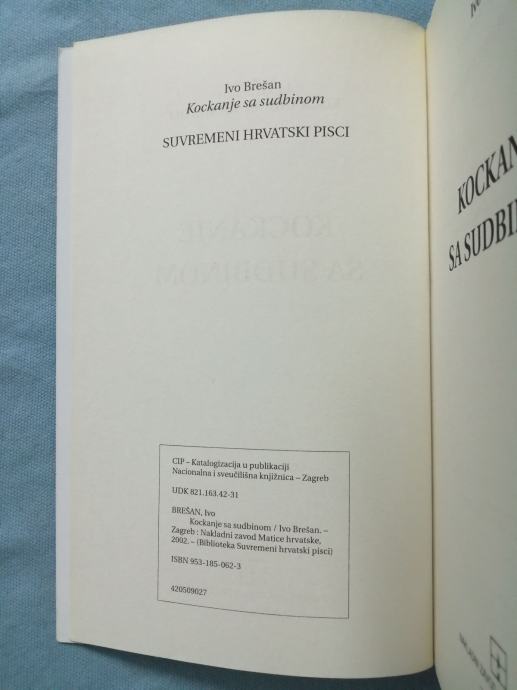 Ivo Brešan
Kockanje sa sudbinom
SUVREMENI HRVATSKI PISCI
CIP – Katalogizacija u publikaciji
Nacionalna i sveučilišna knjižnica – Zagreb
UDK 821.163.42-31
BREŠAN, Ivo
Kockanje sa sudbinom / Ivo Brešan. –
Zagreb : Nakladni zavod Matice hrvatske,
2002. – (Biblioteka Suvremeni hrvatski pisci)
ISBN 953-185-062-3
420509027
KOCKAN
SA SUDBI